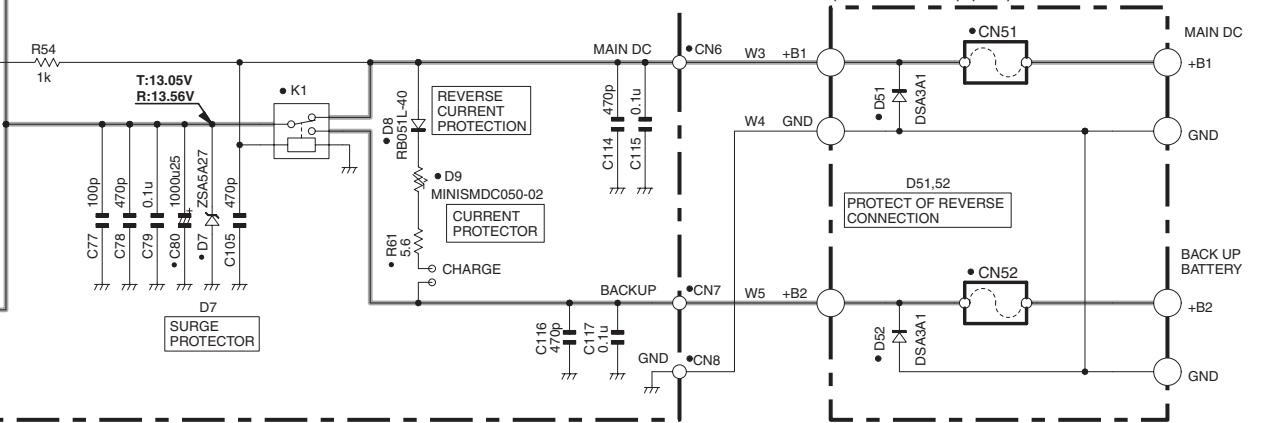 R54
1k
T:13.05V
R:13.56V
K1
MAIN DC
CN6
W3
+B1
CN51
MAIN DC
+B1
D8
RB051L-40
REVERSE
CURRENT
PROTECTION
C114
470p
C115
0.1u
W4
GND
D51
DSA3A1
GND
D9
MINISMDC050-02
CURRENT
PROTECTOR
R61
5.6
CHARGE
C77
100p
C78
470p
C79
0.1u
C80
1000u25
+
D7
ZSA5A27
C105
470p
D7
SURGE
PROTECTOR
D51,52
PROTECT OF REVERSE
CONNECTION
BACKUP
CN7
W5
+B2
CN52
BACK UP
BATTERY
+B2
C116
470p
C117
0.1u
GND
CN8
D52
DSA3A1
GND